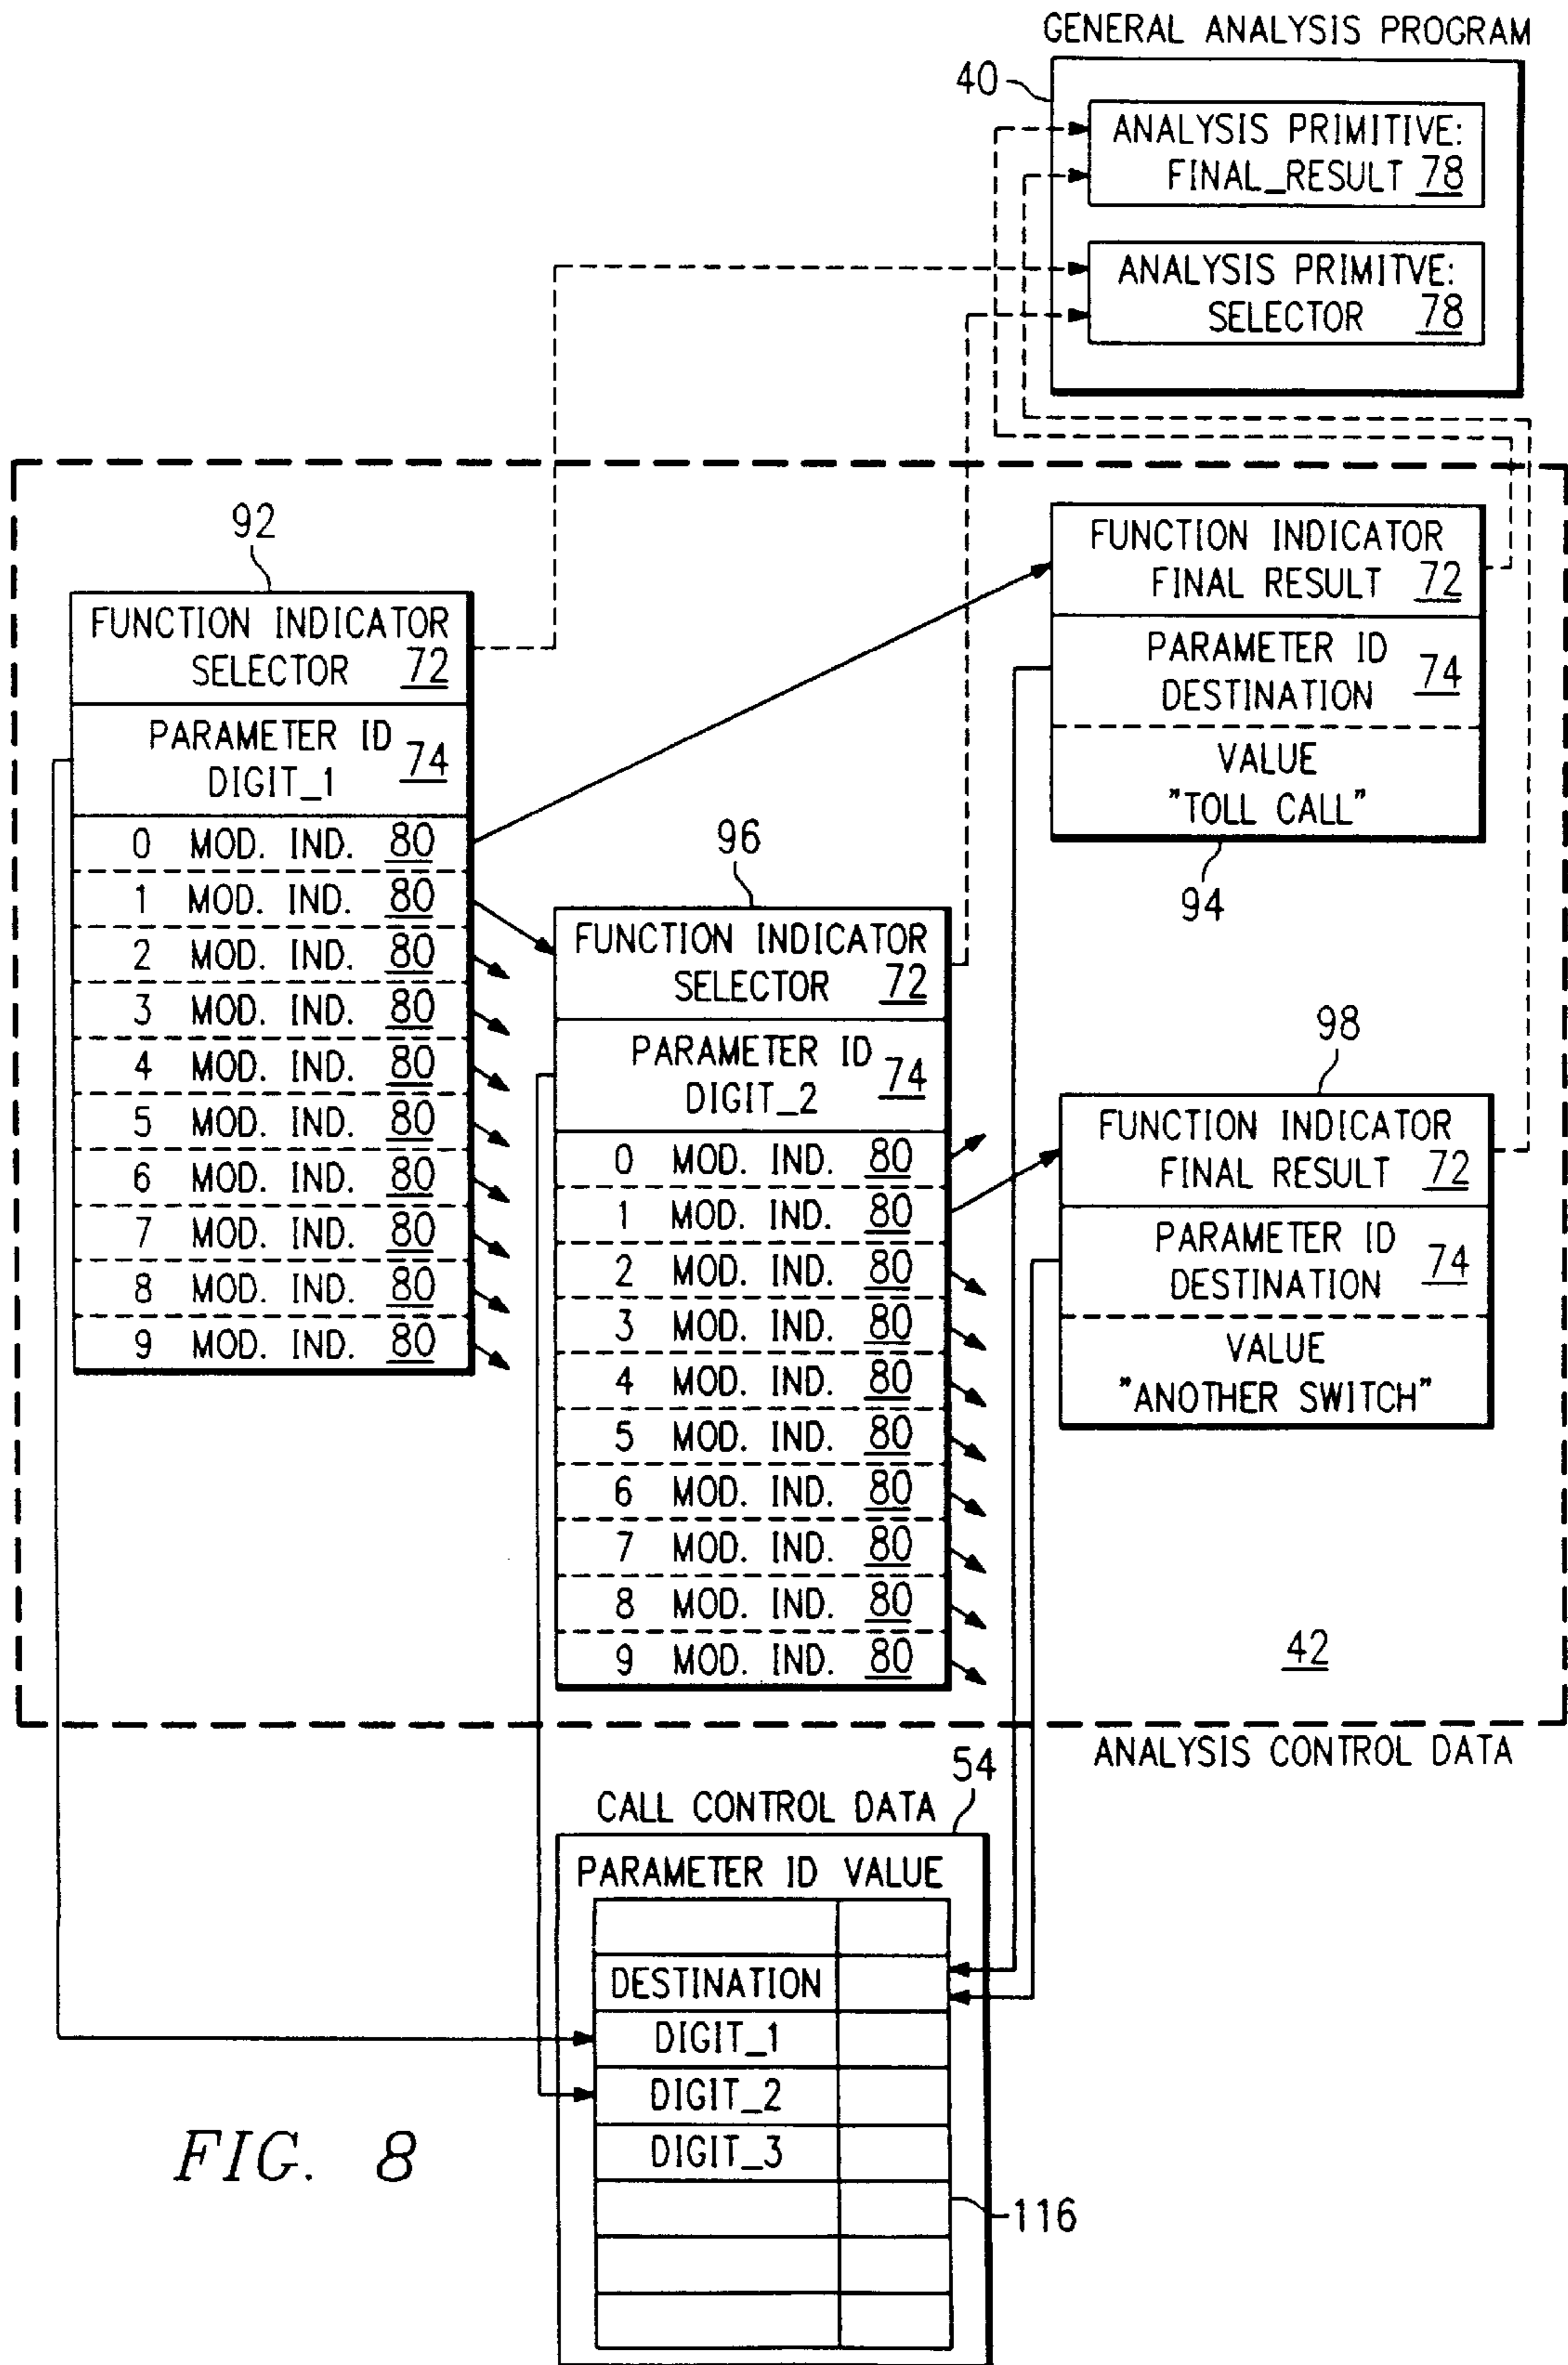 GENERAL ANALYSIS PROGRAM
40
ANALYSIS PRIMITIVE:
FINAL_RESULT 78
ANALYSIS PRIMITVE:
SELECTOR 78
92
FUNCTION INDICATOR
SELECTOR 72
PARAMETER ID 74
DIGIT_1
0 MOD. IND. 80
1 MOD. IND. 80
2 MOD. IND. 80
3 MOD. IND. 80
4 MOD. IND. 80
5 MOD. IND. 80
6 MOD. IND. 80
7 MOD. IND. 80
8 MOD. IND. 80
9 MOD. IND. 80
96
FUNCTION INDICATOR
SELECTOR 72
PARAMETER ID 74
DIGIT_2
0 MOD. IND. 80
1 MOD. IND. 80
2 MOD. IND. 80
3 MOD. IND. 80
4 MOD. IND. 80
5 MOD. IND. 80
6 MOD. IND. 80
7 MOD. IND. 80
8 MOD. IND. 80
9 MOD. IND. 80
FUNCTION INDICATOR
FINAL RESULT 72
PARAMETER ID 74
DESTINATION
VALUE
"TOLL CALL"
94
98
FUNCTION INDICATOR
FINAL RESULT 72
PARAMETER ID 74
DESTINATION
VALUE
"ANOTHER SWITCH"
42
ANALYSIS CONTROL DATA
54
CALL CONTROL DATA
PARAMETER ID VALUE
DESTINATION
DIGIT_1
DIGIT_2
DIGIT_3
116
FIG. 8